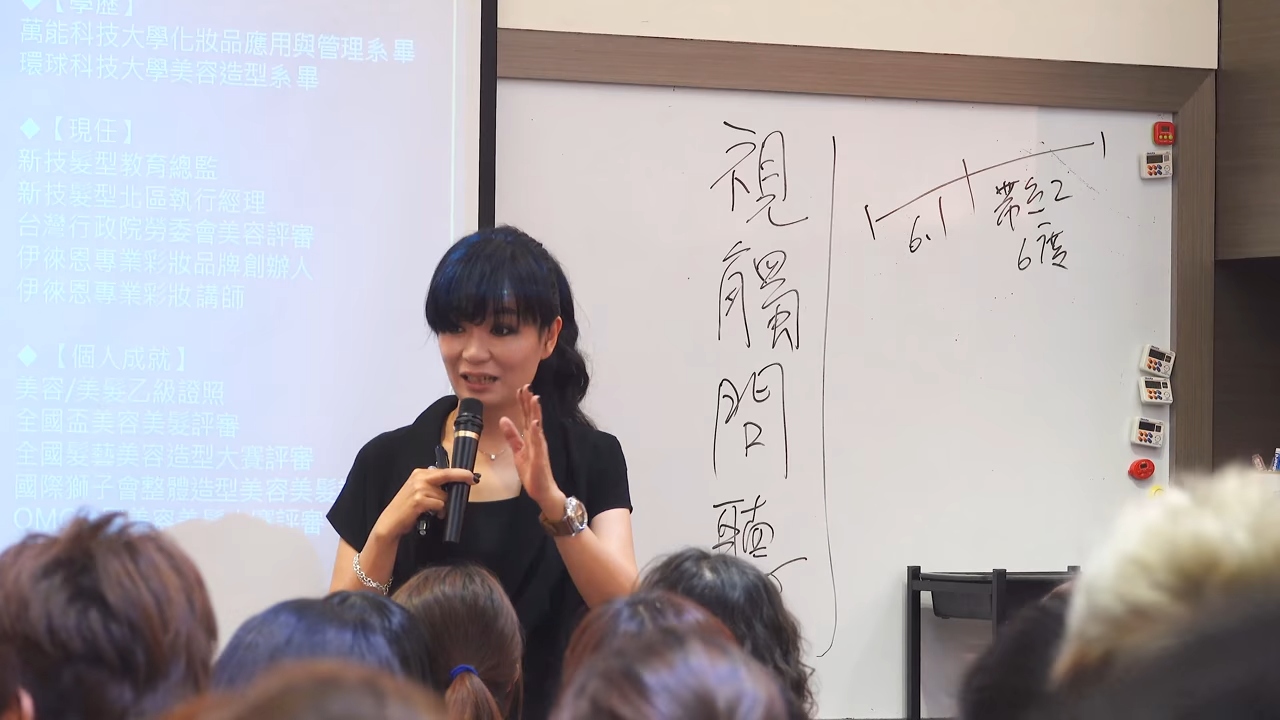 ◆【學歷】
萬能科技大學化妝品應用與管理系 畢
環球科技大學美容造型系 畢
◆【現任】
新技髮型教育總監
新技髮型北區執行經理
台灣行政院勞委會美容評審
伊徠恩專業彩妝品牌創辦人
伊徠恩專業彩妝 講師
◆【個人成就】
美容/美髮乙級證照
全國盃美容美髮評審
全國髮藝美容造型大賽評審
國際獅子會整體造型美容美髮
視
觸
問
聽
6.1
帶色2
6度